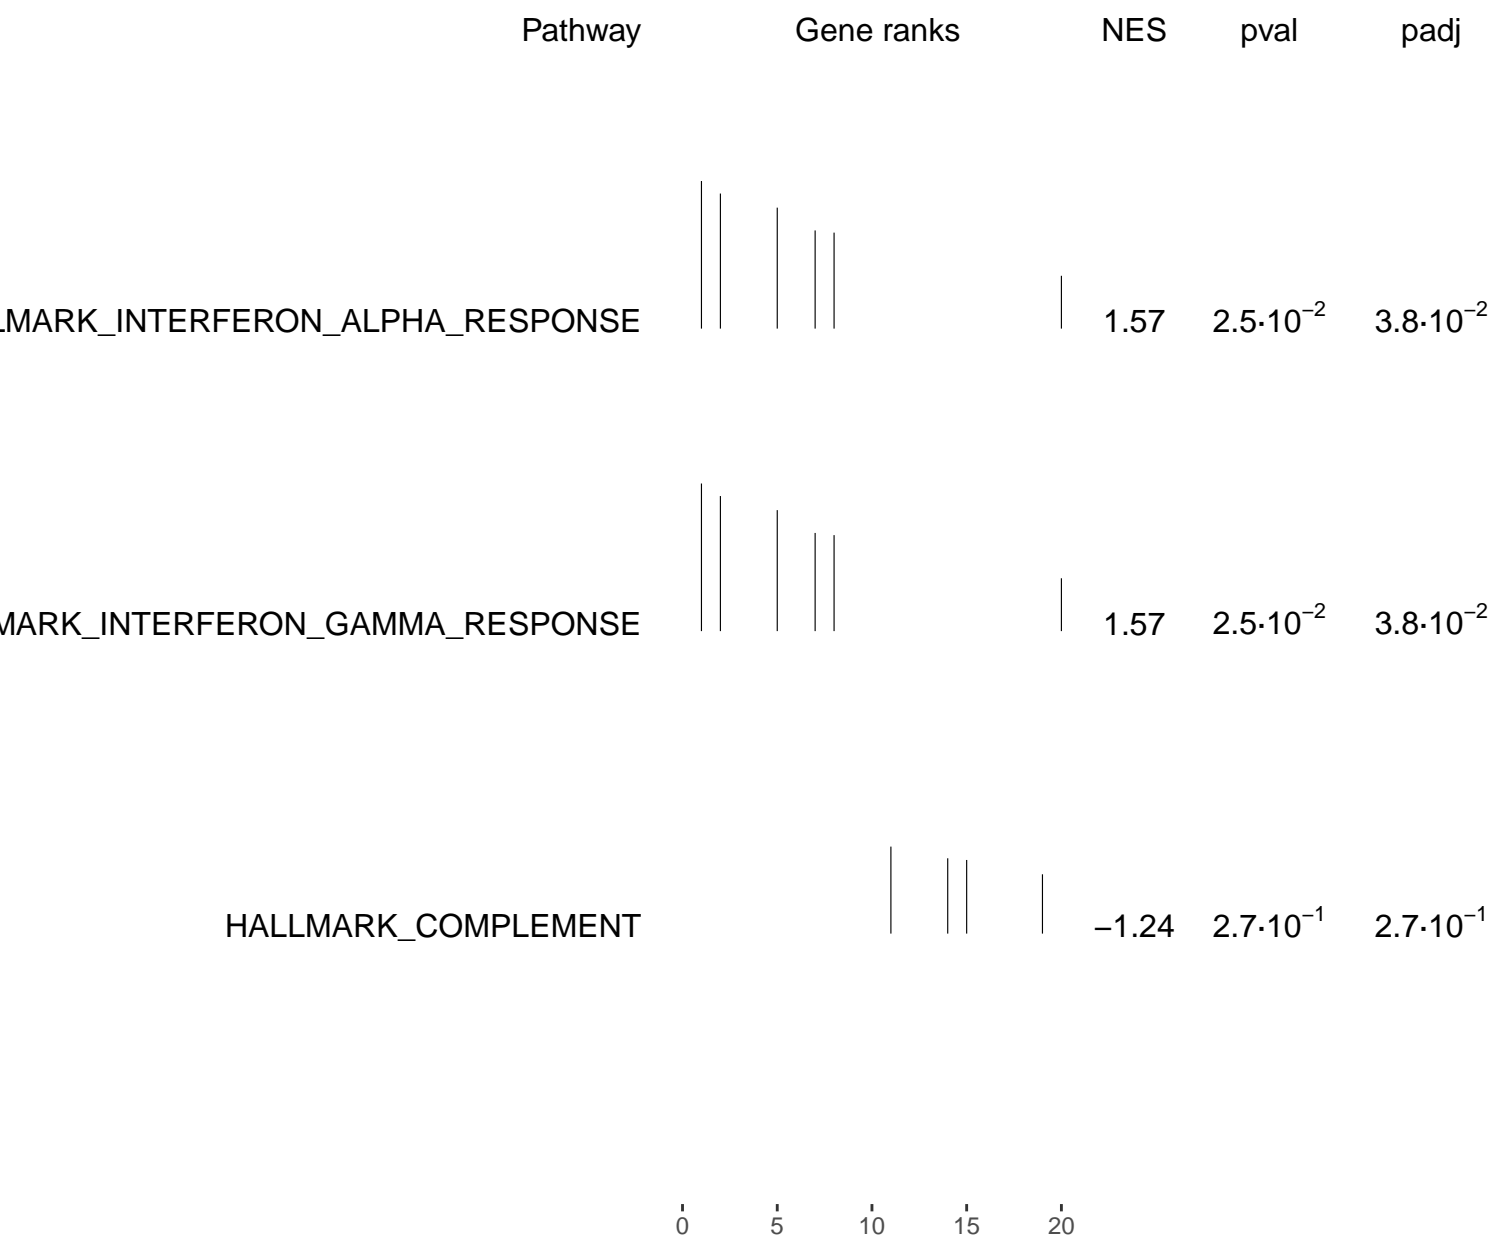 Pathway Gene ranks NES pval padj
LMARK_INTERFERON_ALPHA_RESPONSE 1.57 2.5·10⁻² 3.8·10⁻²
MARK_INTERFERON_GAMMA_RESPONSE 1.57 2.5·10⁻² 3.8·10⁻²
HALLMARK_COMPLEMENT −1.24 2.7·10⁻¹ 2.7·10⁻¹
0 5 10 15 20